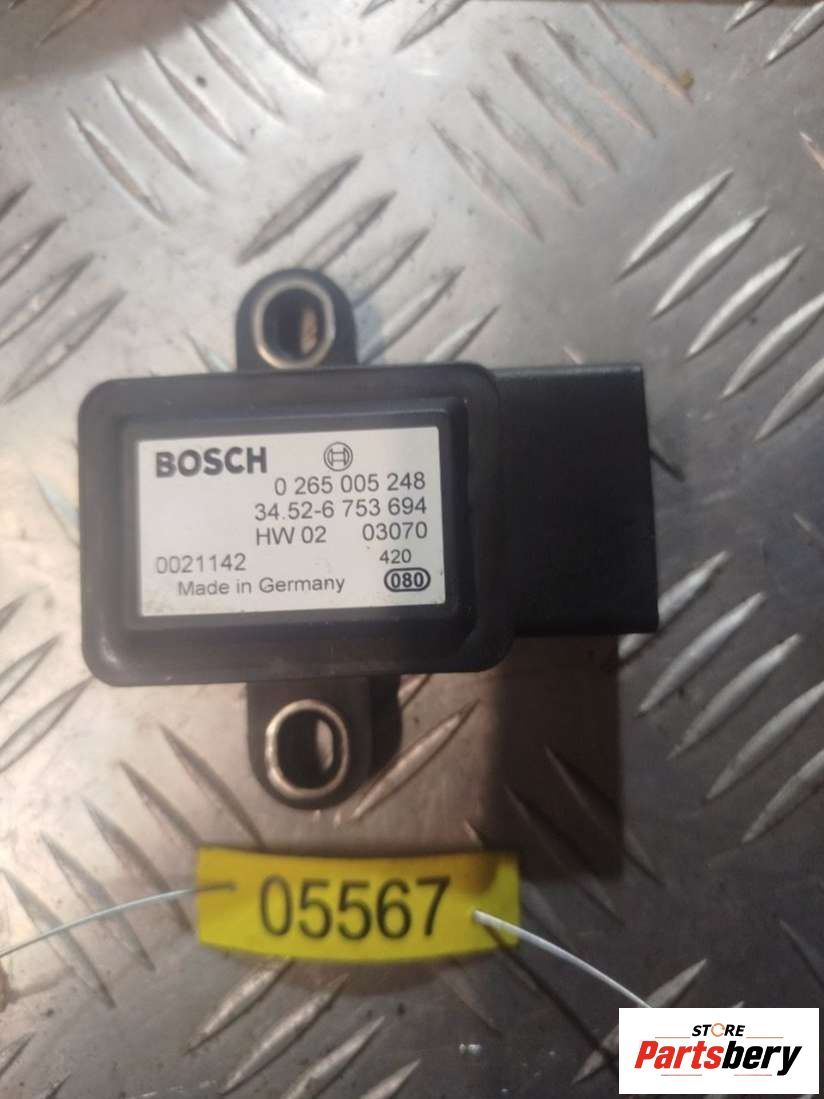 BOSCH
0 265 005 248
34.52-6 753 694
HW 02 03070
0021142 420
Made in Germany 080
05567
STORE
Partsbery